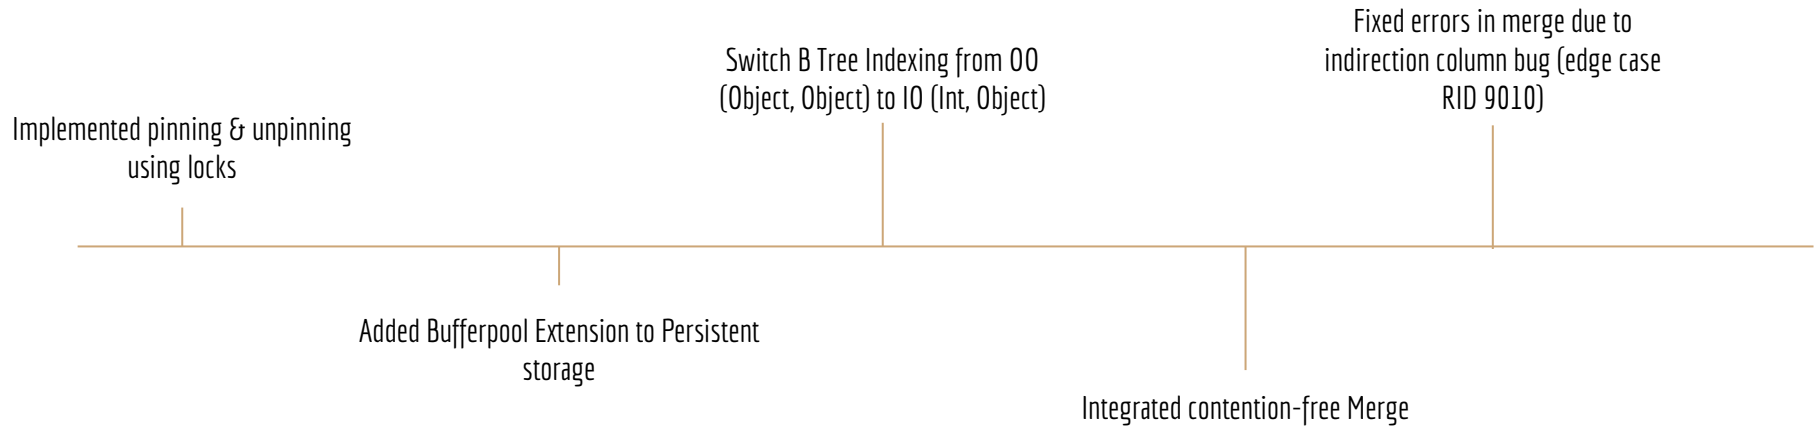 Implemented pinning & unpinning
using locks
Added Bufferpool Extension to Persistent
storage
Switch B Tree Indexing from OO
(Object, Object) to IO (Int, Object)
Integrated contention-free Merge
Fixed errors in merge due to
indirection column bug (edge case
RID 9010)